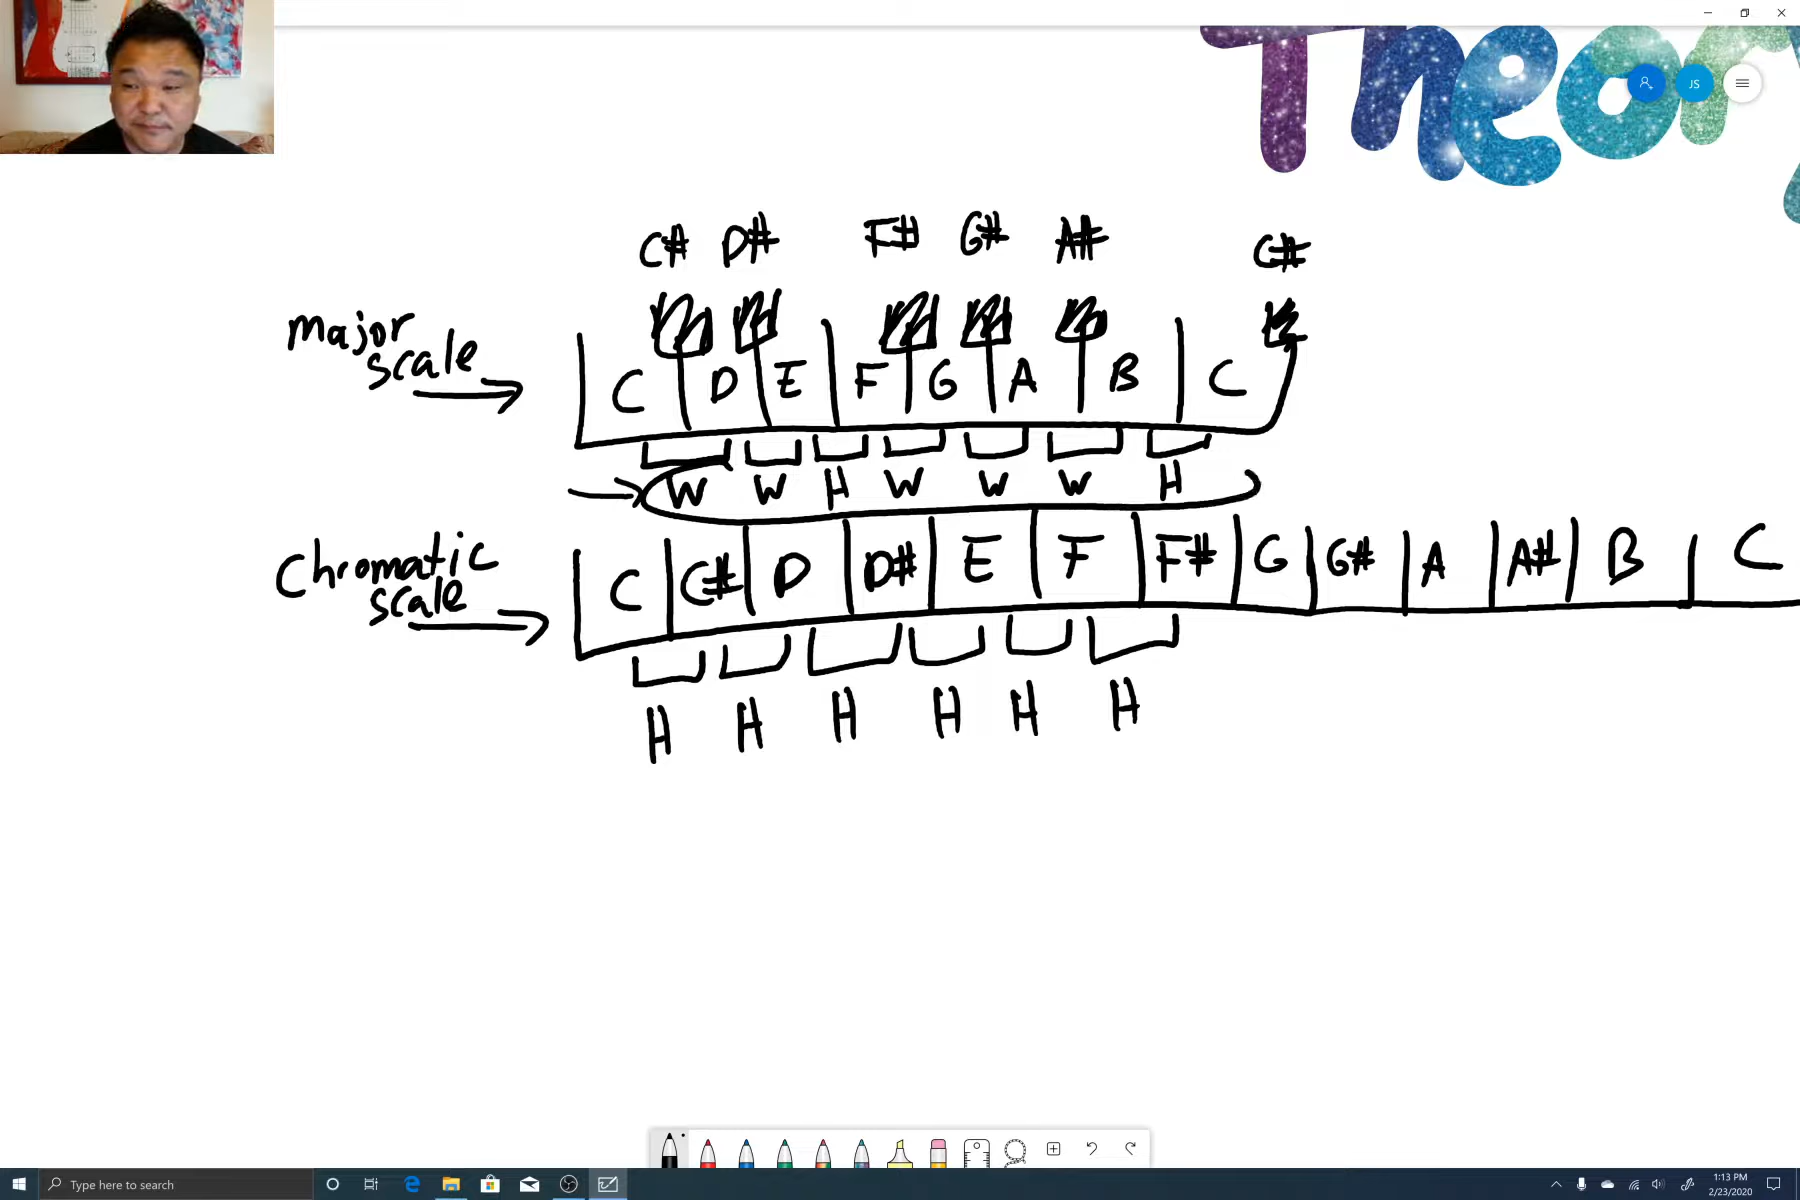 Theory
JS
C# D# F# G# A# C#
Major
scale
C D E F G A B C
W W H W W W H
Chromatic
scale
C C# D D# E F F# G G# A A# B C
H H H H H H
Type here to search
1:13 PM
2/23/2020